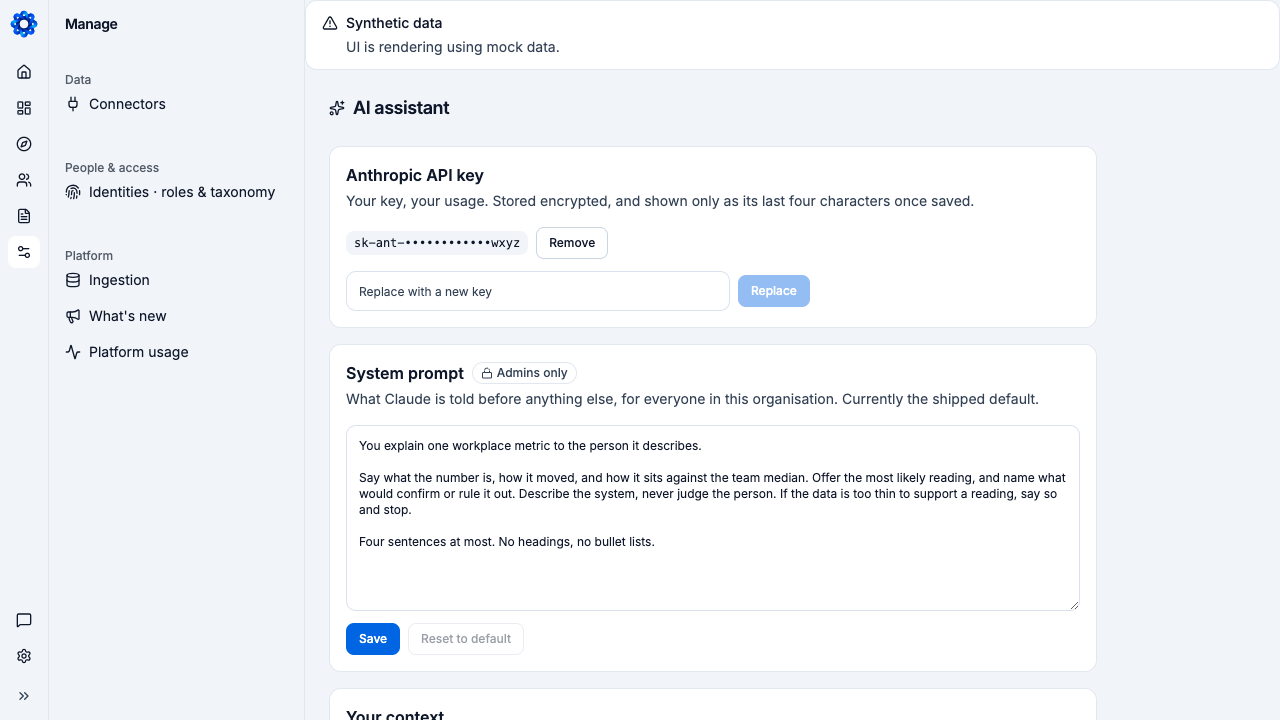 Manage
Data
Connectors
People & access
Identities · roles & taxonomy
Platform
Ingestion
What's new
Platform usage
Synthetic data
UI is rendering using mock data.
AI assistant
Anthropic API key
Your key, your usage. Stored encrypted, and shown only as its last four characters once saved.
sk-ant-••••••••••••wxyz
Remove
Replace with a new key
Replace
System prompt
Admins only
What Claude is told before anything else, for everyone in this organisation. Currently the shipped default.
You explain one workplace metric to the person it describes.
Say what the number is, how it moved, and how it sits against the team median. Offer the most likely reading, and name what
would confirm or rule it out. Describe the system, never judge the person. If the data is too thin to support a reading, say so
and stop.
Four sentences at most. No headings, no bullet lists.
Save
Reset to default
Your context